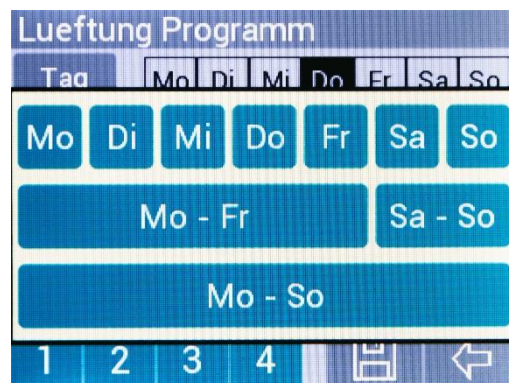 Lueftung Programm
Tag Mo Di Mi Do Fr Sa So
Mo Di Mi Do Fr Sa So
Mo - Fr Sa - So
Mo - So
1 2 3 4